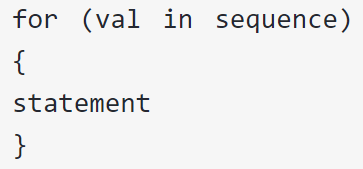 for (val in sequence)
{
statement
}